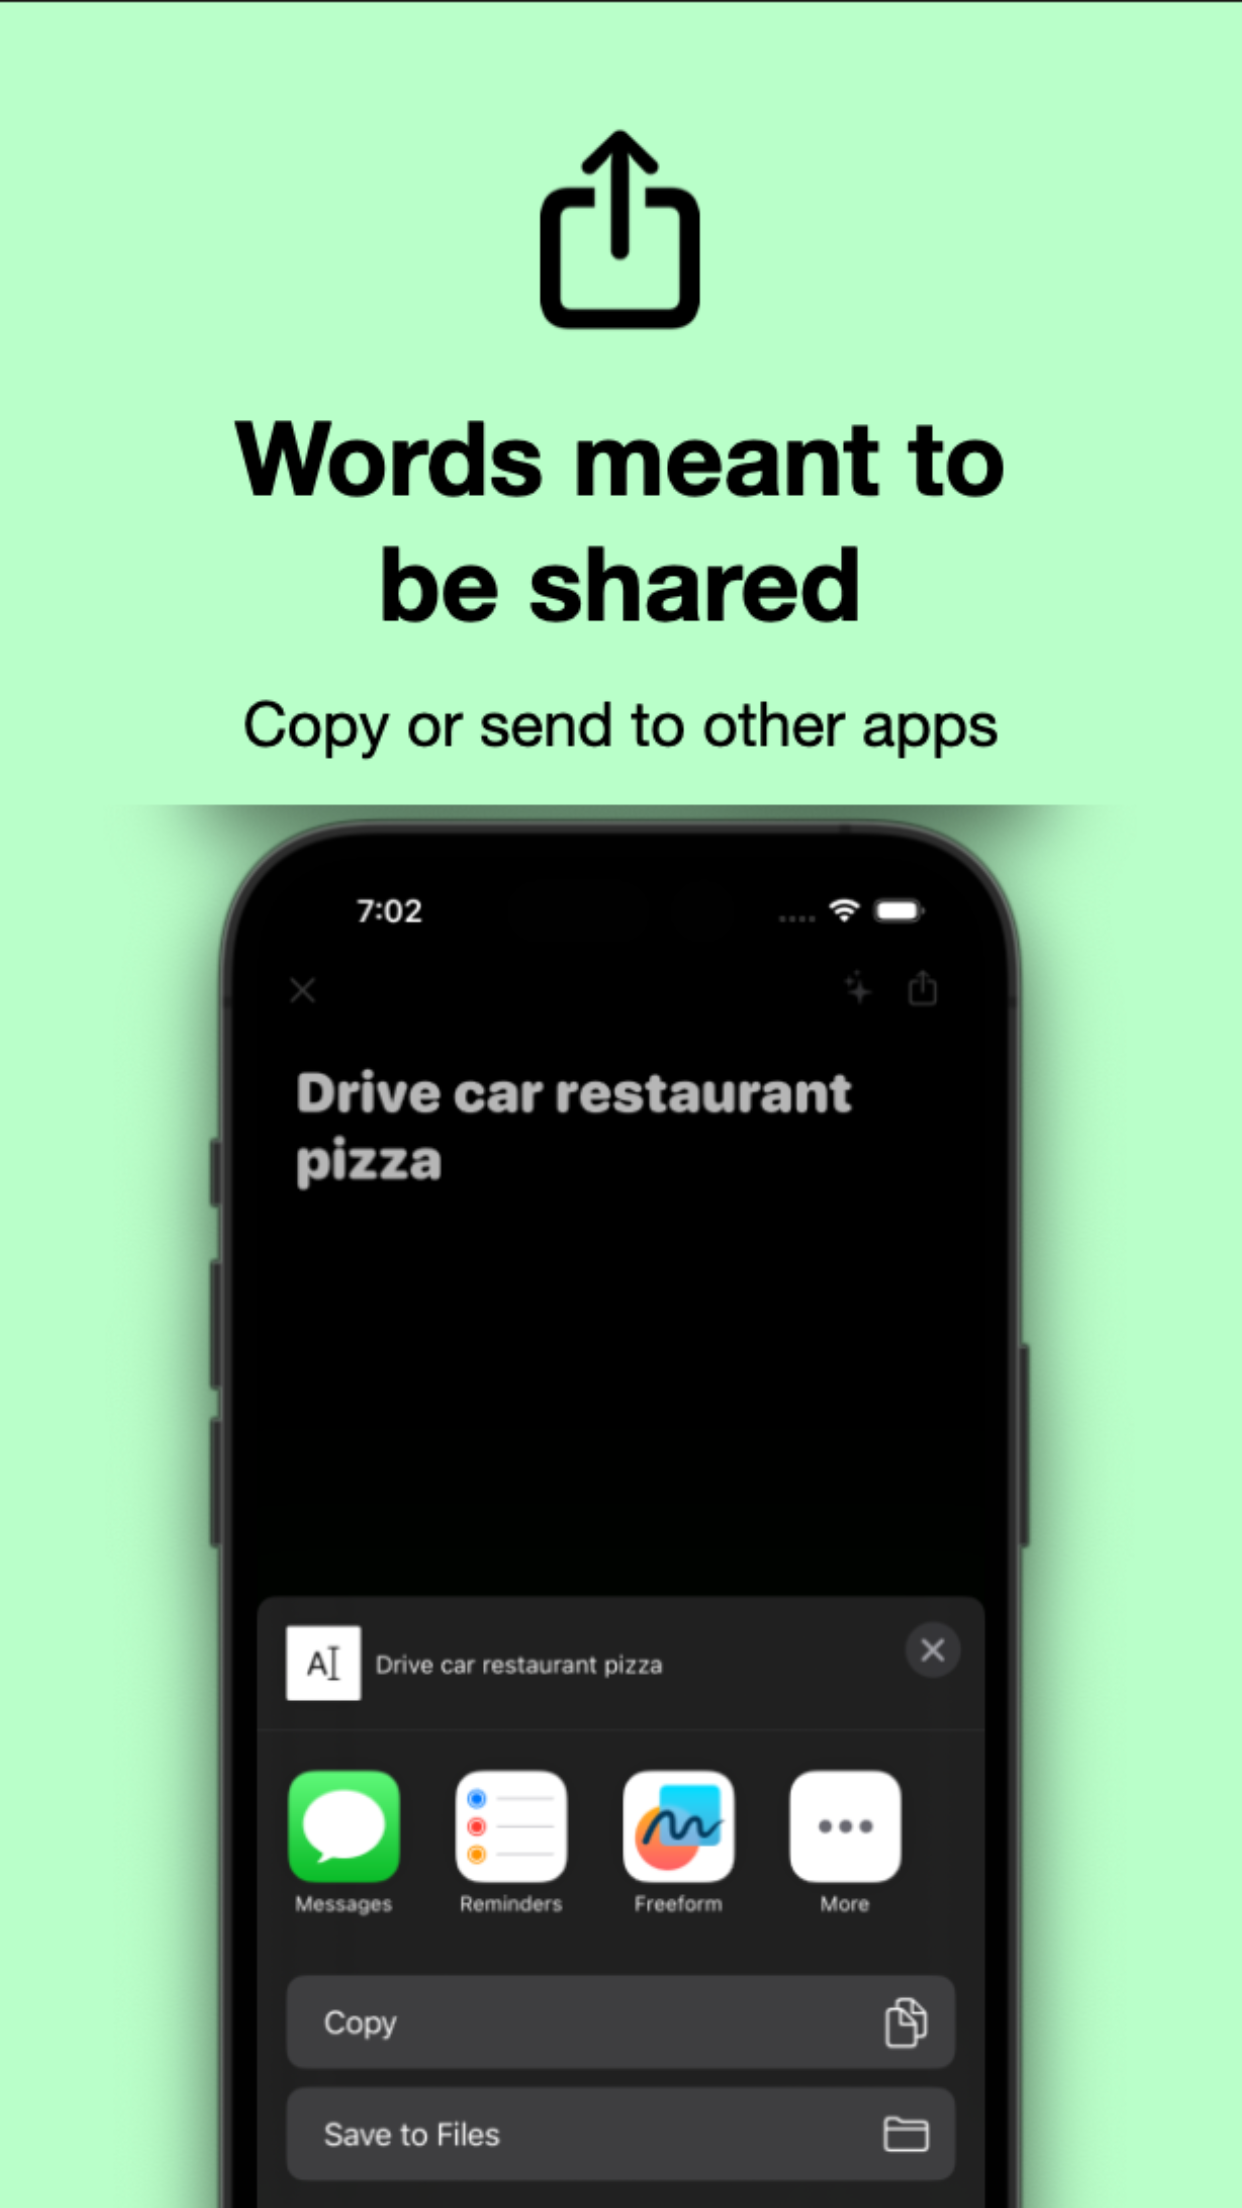 Words meant to
be shared
Copy or send to other apps
7:02
Drive car restaurant
pizza
A
Drive car restaurant pizza
Messages
Reminders
Freeform
More
Copy
Save to Files